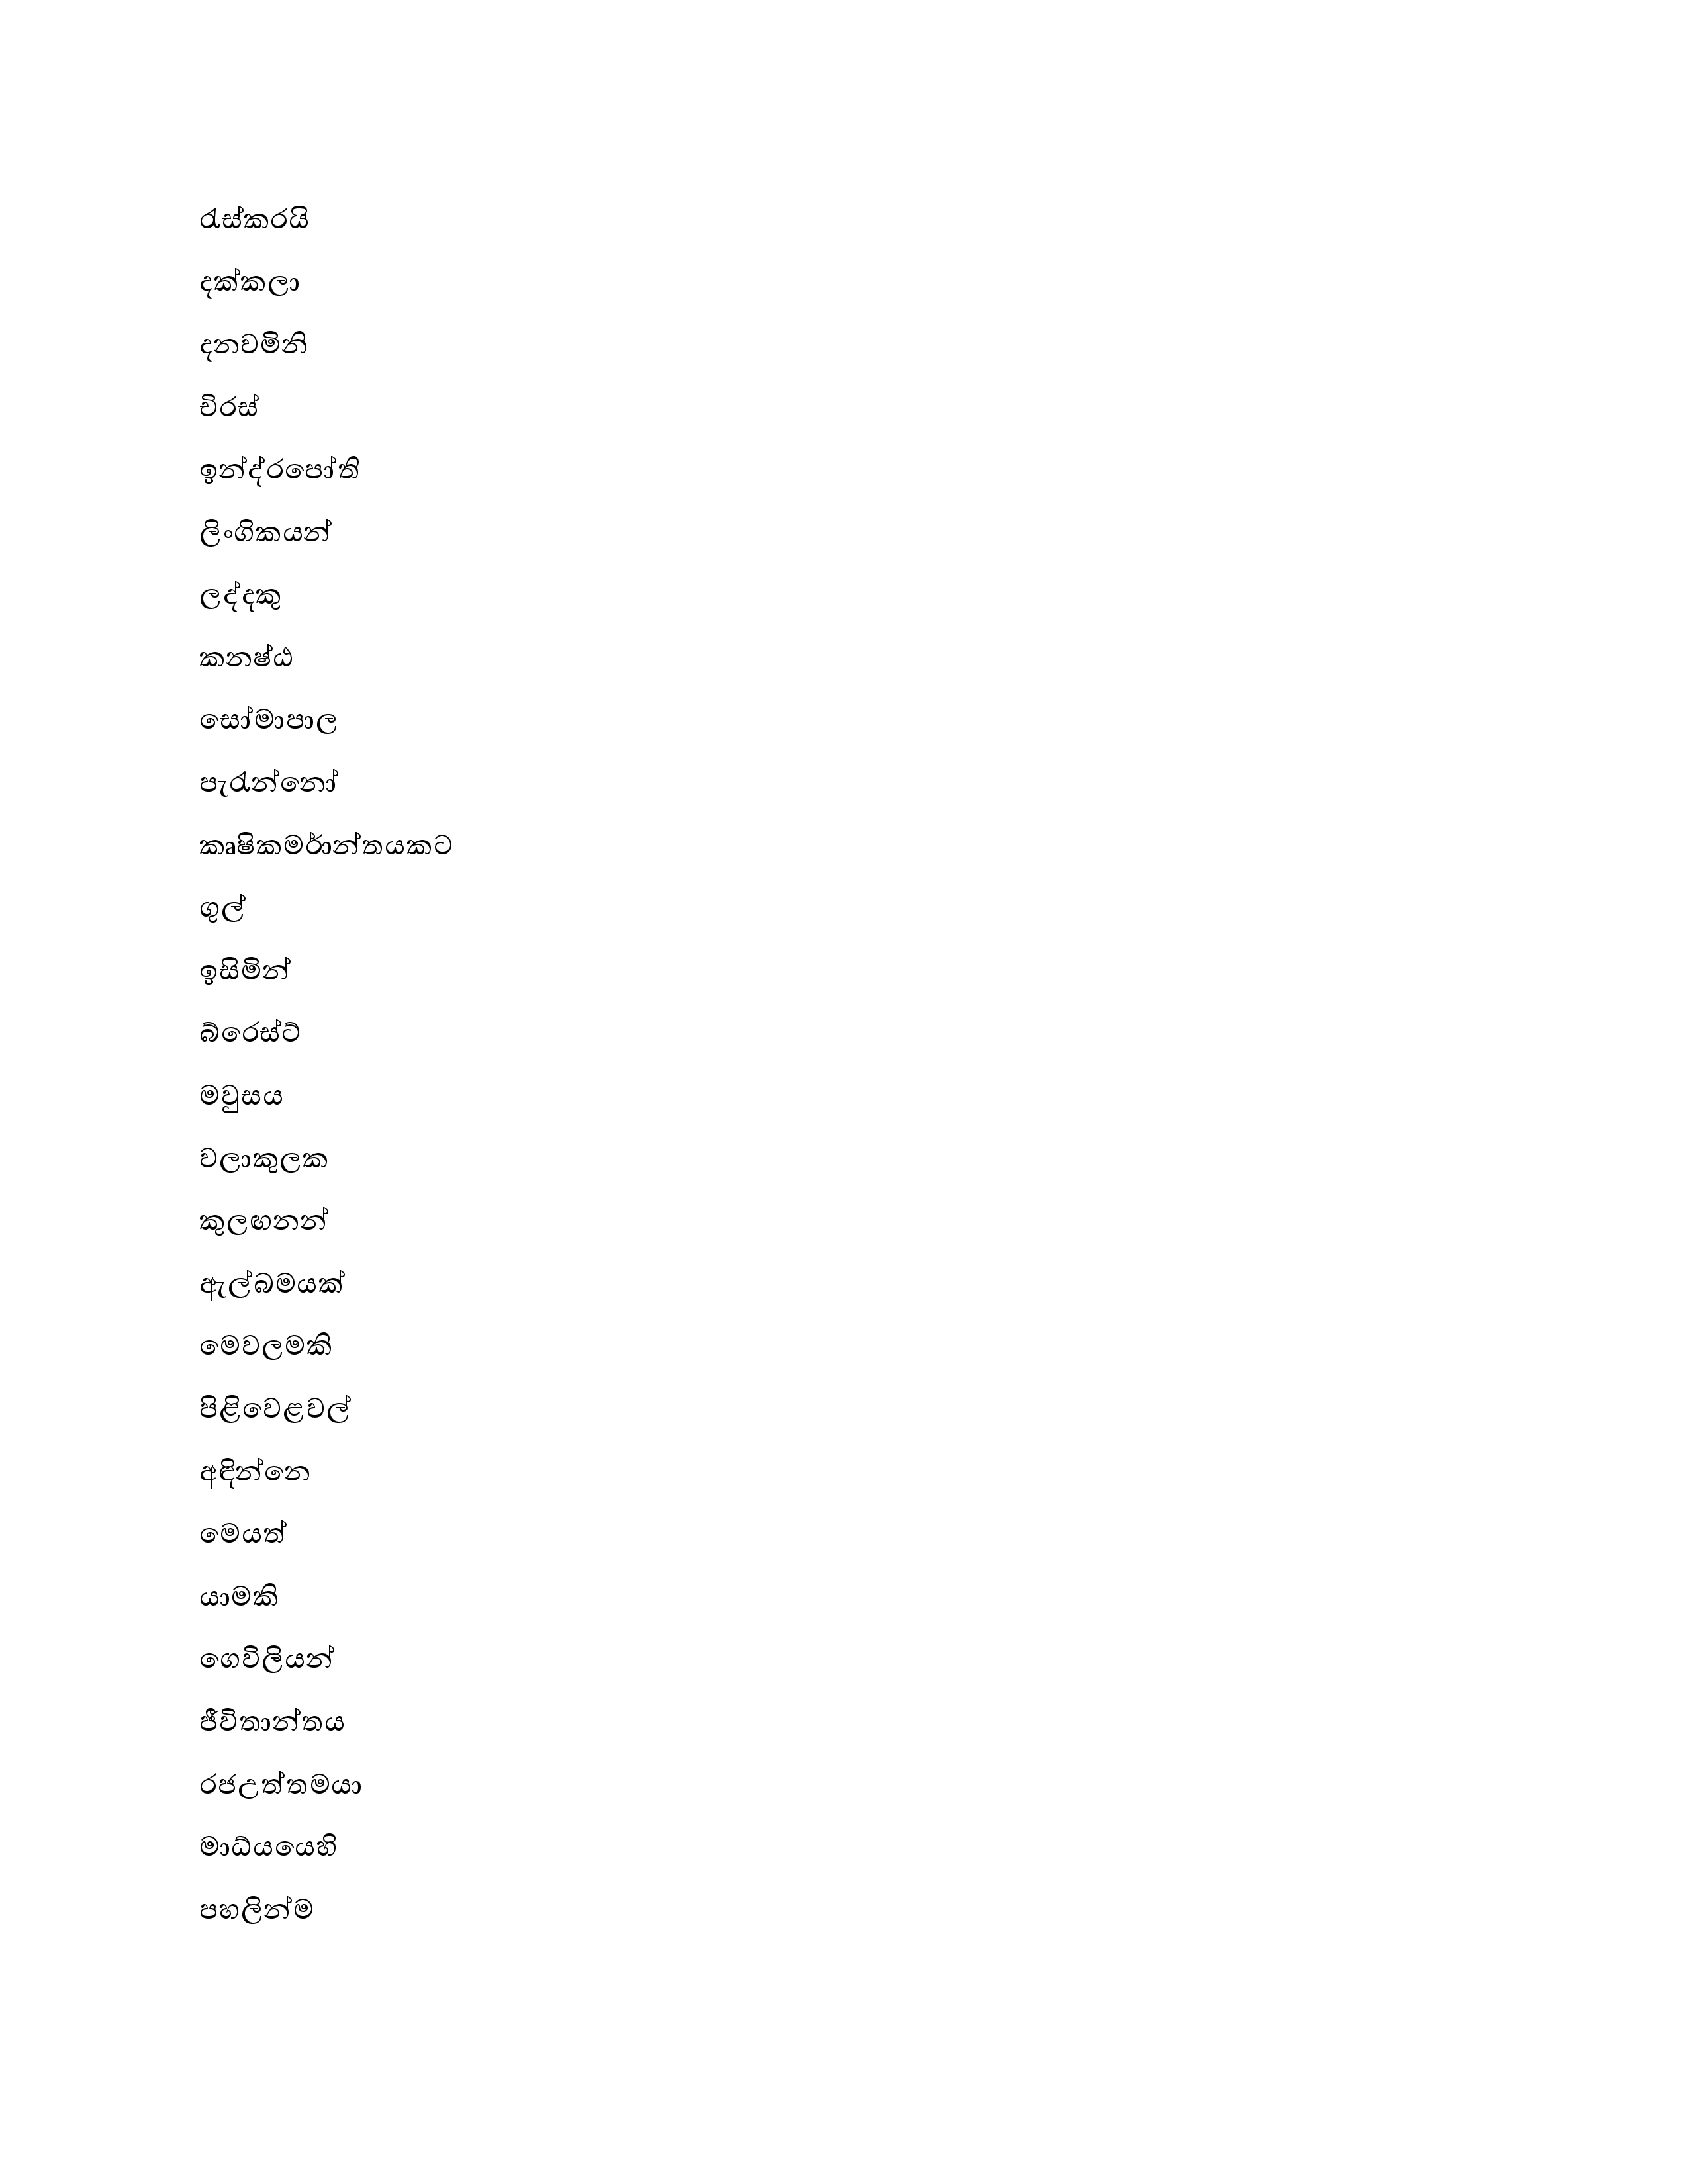 රැස්කරයි
දක්කලා
දනවමිනි
චිරස්
ඉන්ද්රපෝති
ලිංගිකයන්
ලද්දකු
කනෂ්ඨ
සෝමාපාල
පැරැන්නෝ
කෘෂිකර්මාන්තයකට
ගුල්
ඉසිමින්
බ්රෙස්ට්
මවුසය
වලාකුලක
කුලඟනන්
ඇල්බමයක්
මෙවලමකි
පිළිවෙළවල්
අඳින්නෙ
මෙයත්
යාමකි
ගෙවිලියන්
ජීවිතාන්තය
රජඋත්තමයා
මාධ්යයෙහි
පහලින්ම